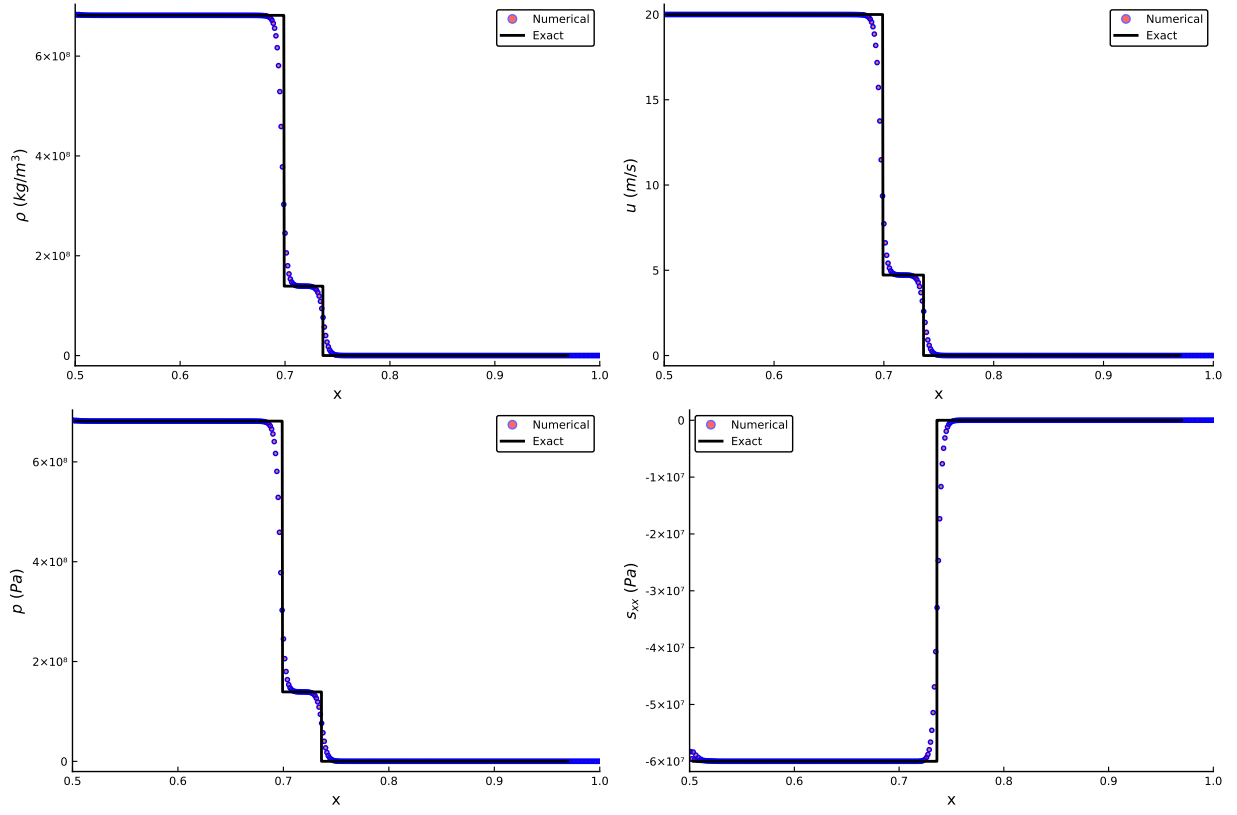 Numerical
Exact
6×10⁸
4×10⁸
2×10⁸
0
ρ (kg/m³)
0.5 0.6 0.7 0.8 0.9 1.0
x
Numerical
Exact
20
15
10
5
0
u (m/s)
0.5 0.6 0.7 0.8 0.9 1.0
x
Numerical
Exact
6×10⁸
4×10⁸
2×10⁸
0
p (Pa)
0.5 0.6 0.7 0.8 0.9 1.0
x
Numerical
Exact
0
-1×10⁷
-2×10⁷
-3×10⁷
-4×10⁷
-5×10⁷
-6×10⁷
sₓₓ (Pa)
0.5 0.6 0.7 0.8 0.9 1.0
x